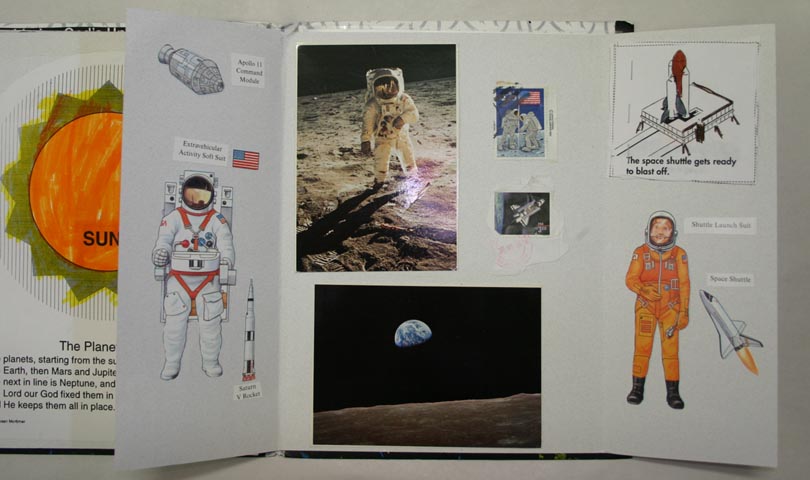 The space shuttle gets ready
to blast off.
Shuttle Launch Suit
Space Shuttle
Apollo 11
Command
Module
Extravehicular
Activity Soft Suit
Saturn
V Rocket
SUN
The Plane
planets, starting from the su
Earth, then Mars and Jupite
next in line is Neptune, and
Lord our God fixed them in
He keeps them all in place.